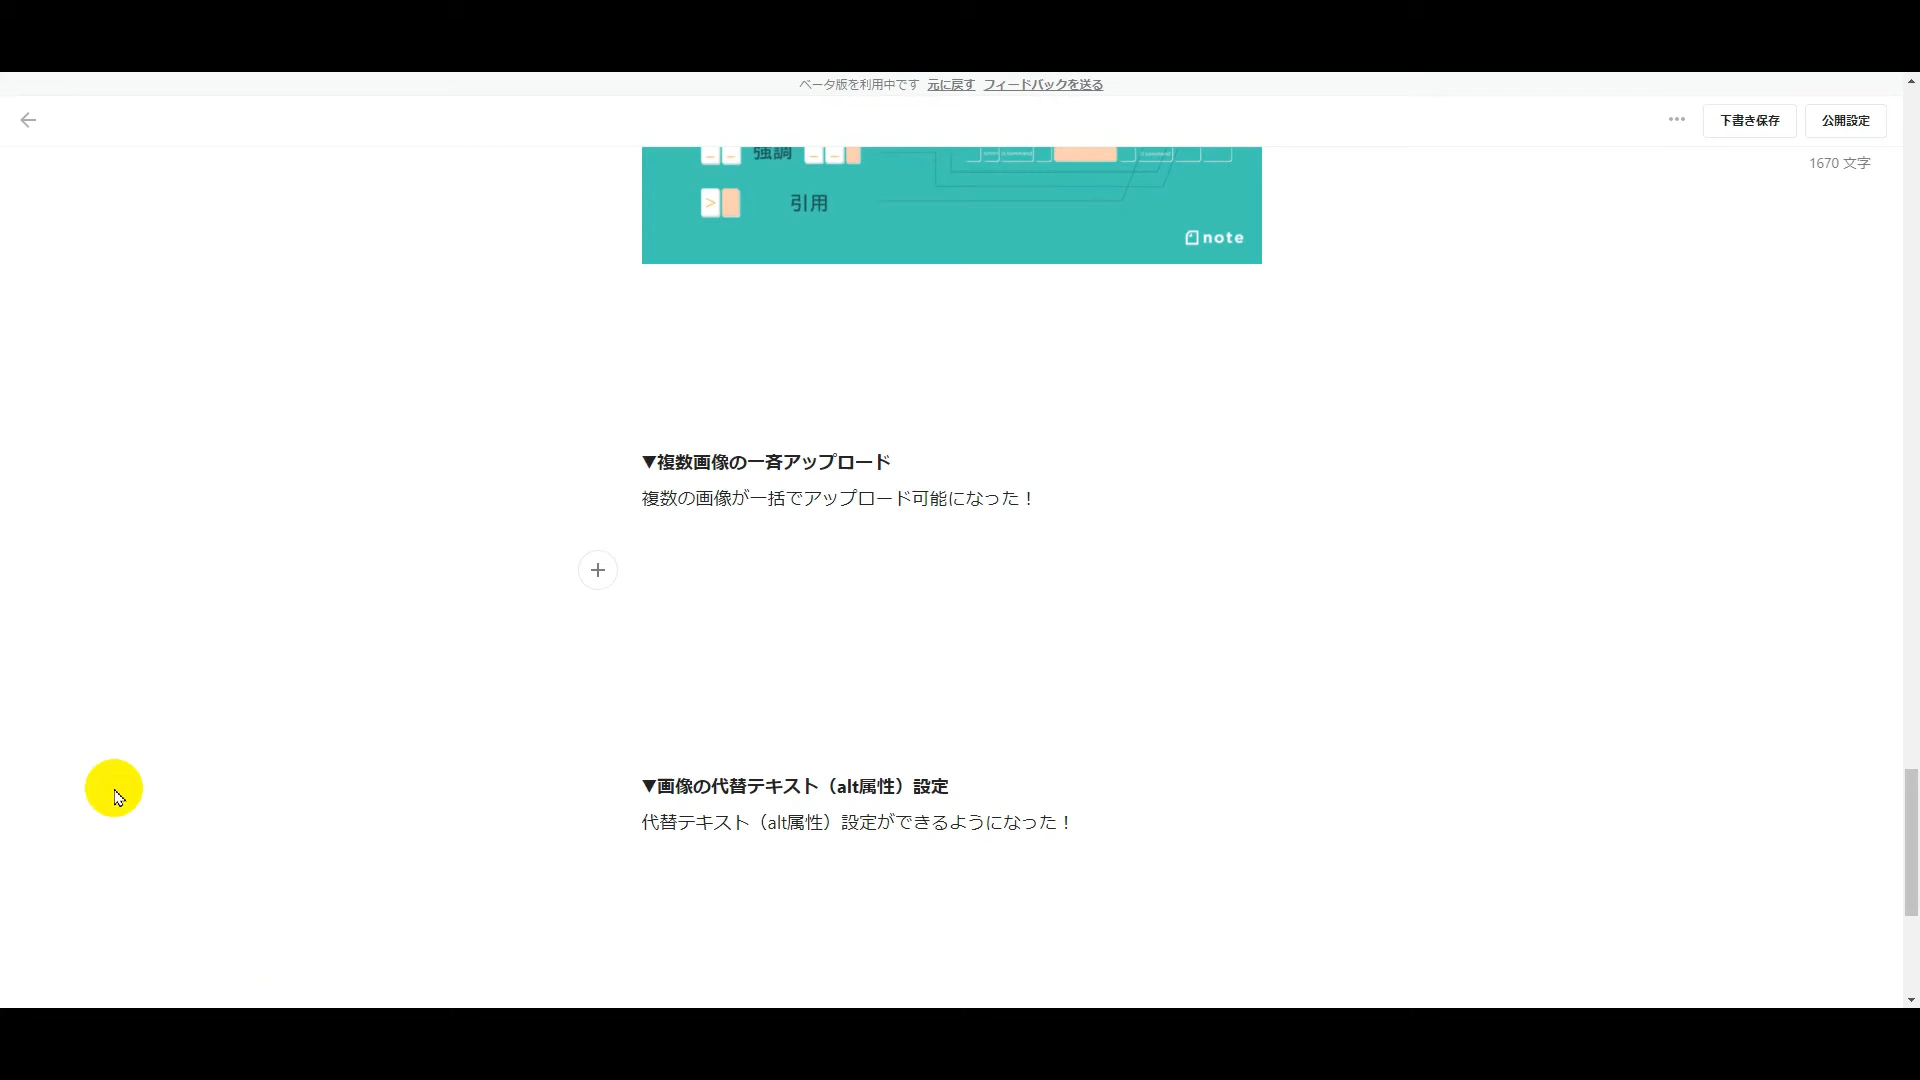 ベータ版を利用中です 元に戻す フィードバックを送る
下書き保存 公開設定
1670 文字
強調
> 引用
note
▼複数画像の一斉アップロード
複数の画像が一括でアップロード可能になった！
▼画像の代替テキスト（alt属性）設定
代替テキスト（alt属性）設定ができるようになった！